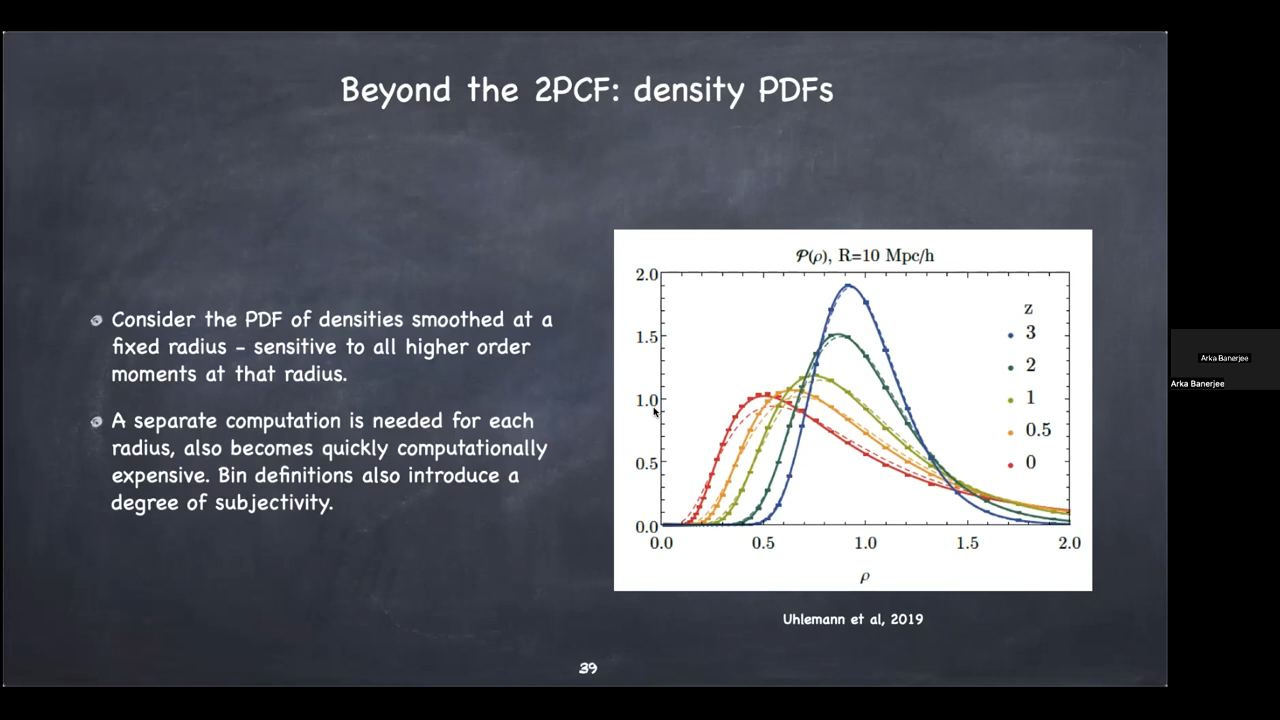 Beyond the 2PCF: density PDFs
Consider the PDF of densities smoothed at a
fixed radius - sensitive to all higher order
moments at that radius.
A separate computation is needed for each
radius, also becomes quickly computationally
expensive. Bin definitions also introduce a
degree of subjectivity.
𝒫(ρ), R=10 Mpc/h
2.0
1.5
1.0
0.5
0.0
0.0 0.5 1.0 1.5 2.0
ρ
z
3
2
1
0.5
0
Uhlemann et al, 2019
39
Arka Banerjee
Arka Banerjee